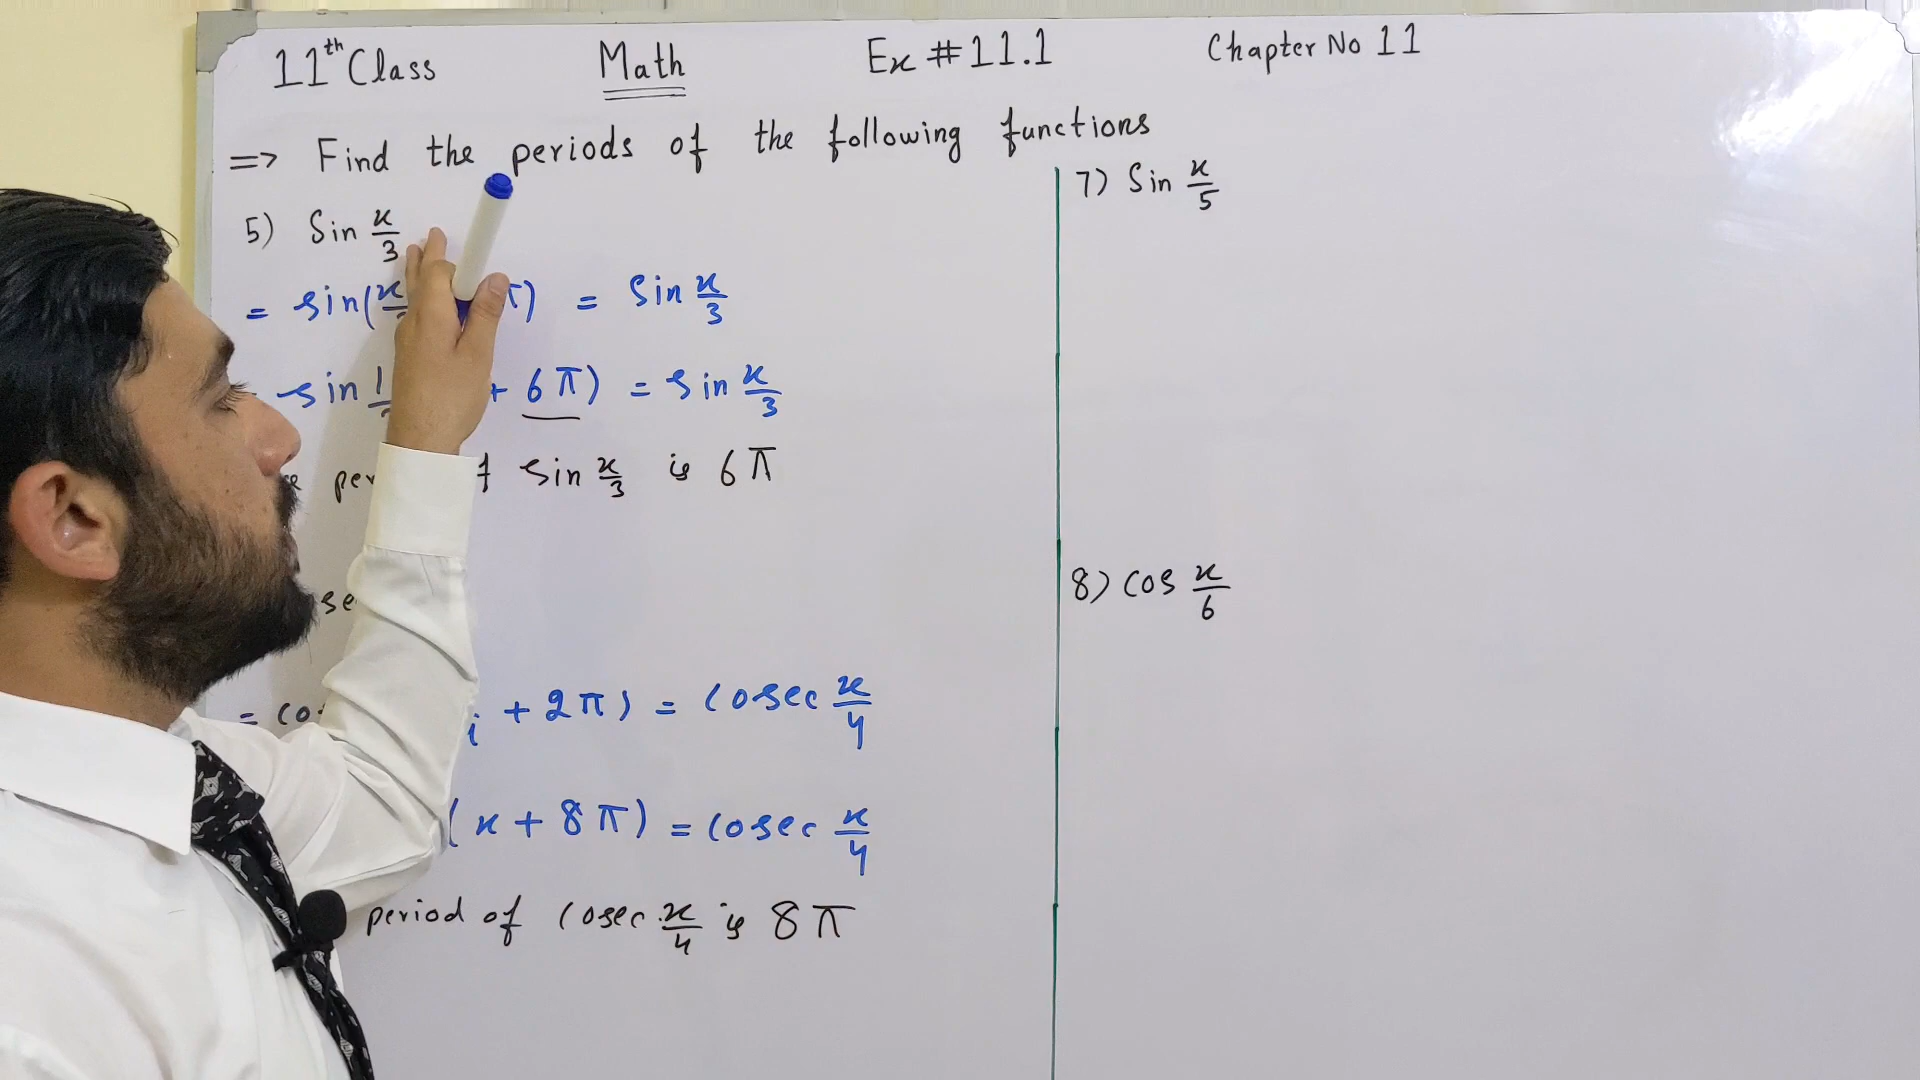 11th Class Math Ex # 11.1 Chapter No 11
=> Find the periods of the following functions
5) Sin x/3
= sin(x π) = Sin x/3
sin 1 + 6π) = sin x/3
sin x/3 is 6π
+ 2π) = Cosec x/4
(x + 8π) = Cosec x/4
period of Cosec x/4 is 8π
7) Sin x/5
8) Cos x/6